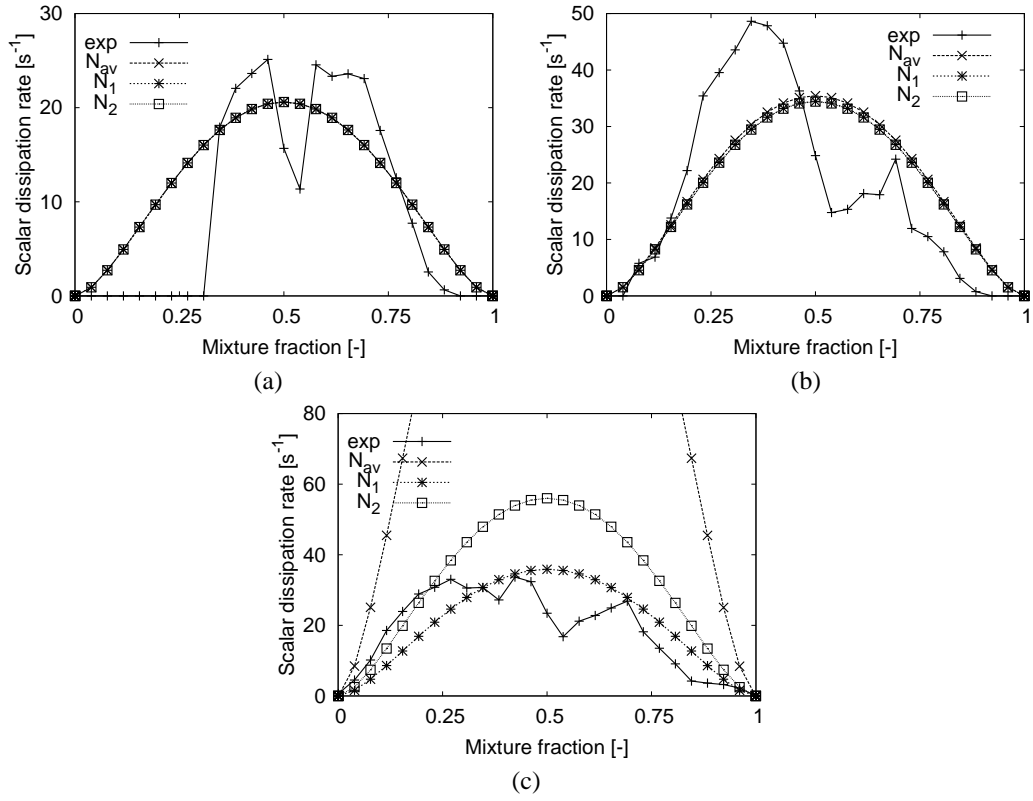 Scalar dissipation rate [s⁻¹]
30
20
10
0
exp
N_av
N_1
N_2
0
0.25
0.5
0.75
1
Mixture fraction [-]
(a)
Scalar dissipation rate [s⁻¹]
50
40
30
20
10
0
exp
N_av
N_1
N_2
0
0.25
0.5
0.75
1
Mixture fraction [-]
(b)
Scalar dissipation rate [s⁻¹]
80
60
40
20
0
exp
N_av
N_1
N_2
0
0.25
0.5
0.75
1
Mixture fraction [-]
(c)